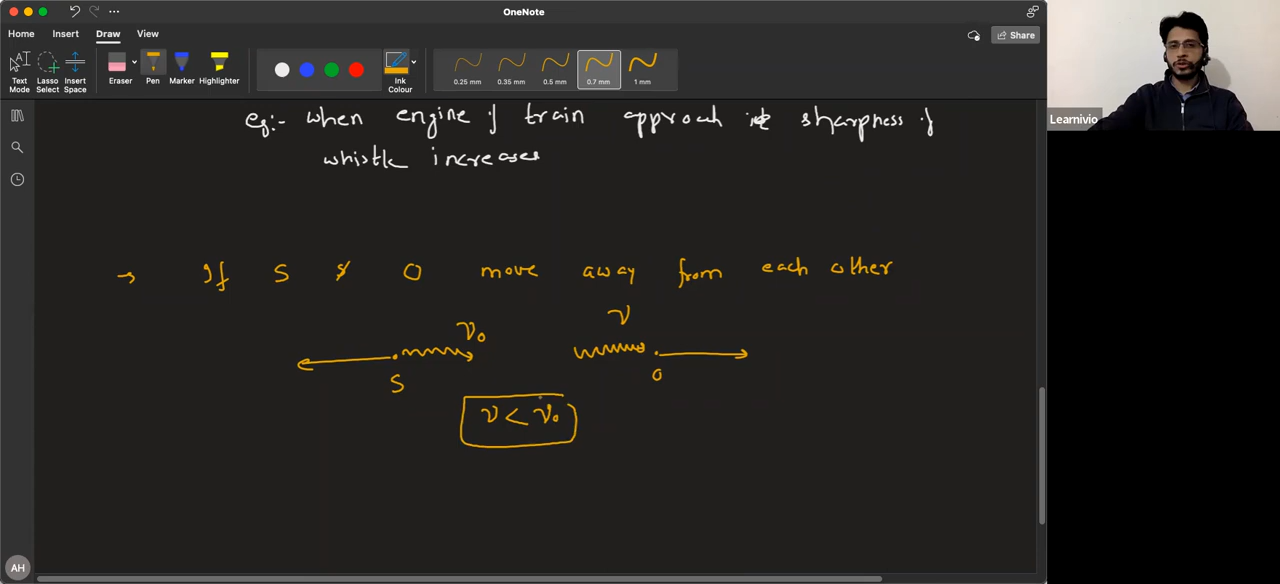 OneNote
Home Insert Draw View
Share
Text Mode Lasso Select Insert Space Eraser Pen Marker Highlighter Ink Colour 0.25 mm 0.35 mm 0.5 mm 0.7 mm 1 mm
Learnivio
eg:- when engine of train approach sharpness of
whistle increases
→ If S & O move away from each other
ν₀ ν
S O
ν < ν₀
AH